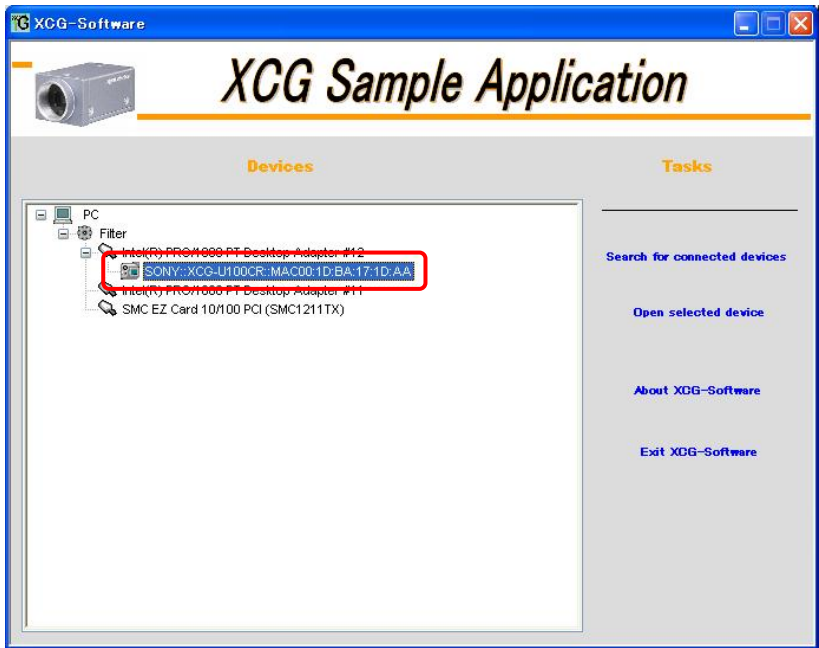 XCG-Software
XCG Sample Application
Devices
Tasks
PC
Filter
Intel(R) PRO/1000 PT Desktop Adapter #12
SONY::XCG-U100CR::MAC00:1D:BA:17:1D:AA
Intel(R) PRO/1000 PT Desktop Adapter #11
SMC EZ Card 10/100 PCI (SMC1211TX)
Search for connected devices
Open selected device
About XCG-Software
Exit XCG-Software